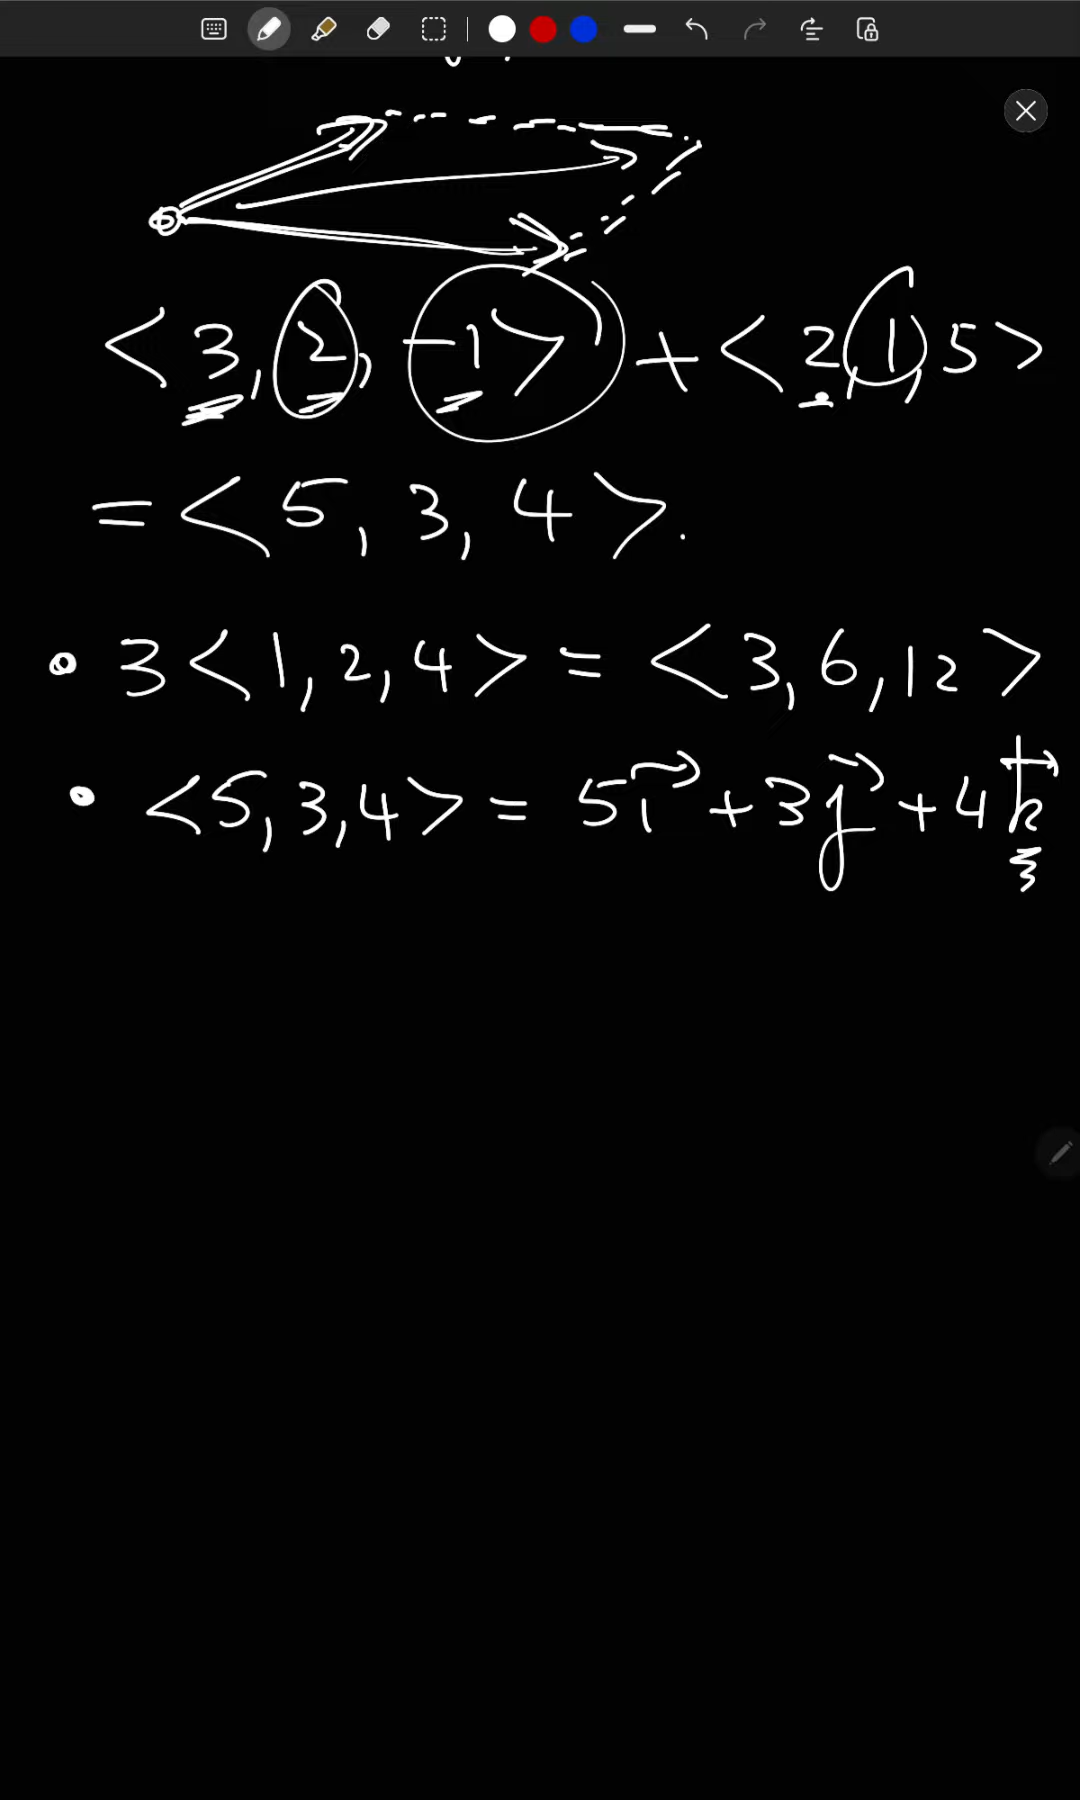 <3, 2, -1> + <2, 1, 5>
= <5, 3, 4>.
• 3<1, 2, 4> = <3, 6, 12>
• <5, 3, 4> = 5i⃗ + 3j⃗ + 4k⃗